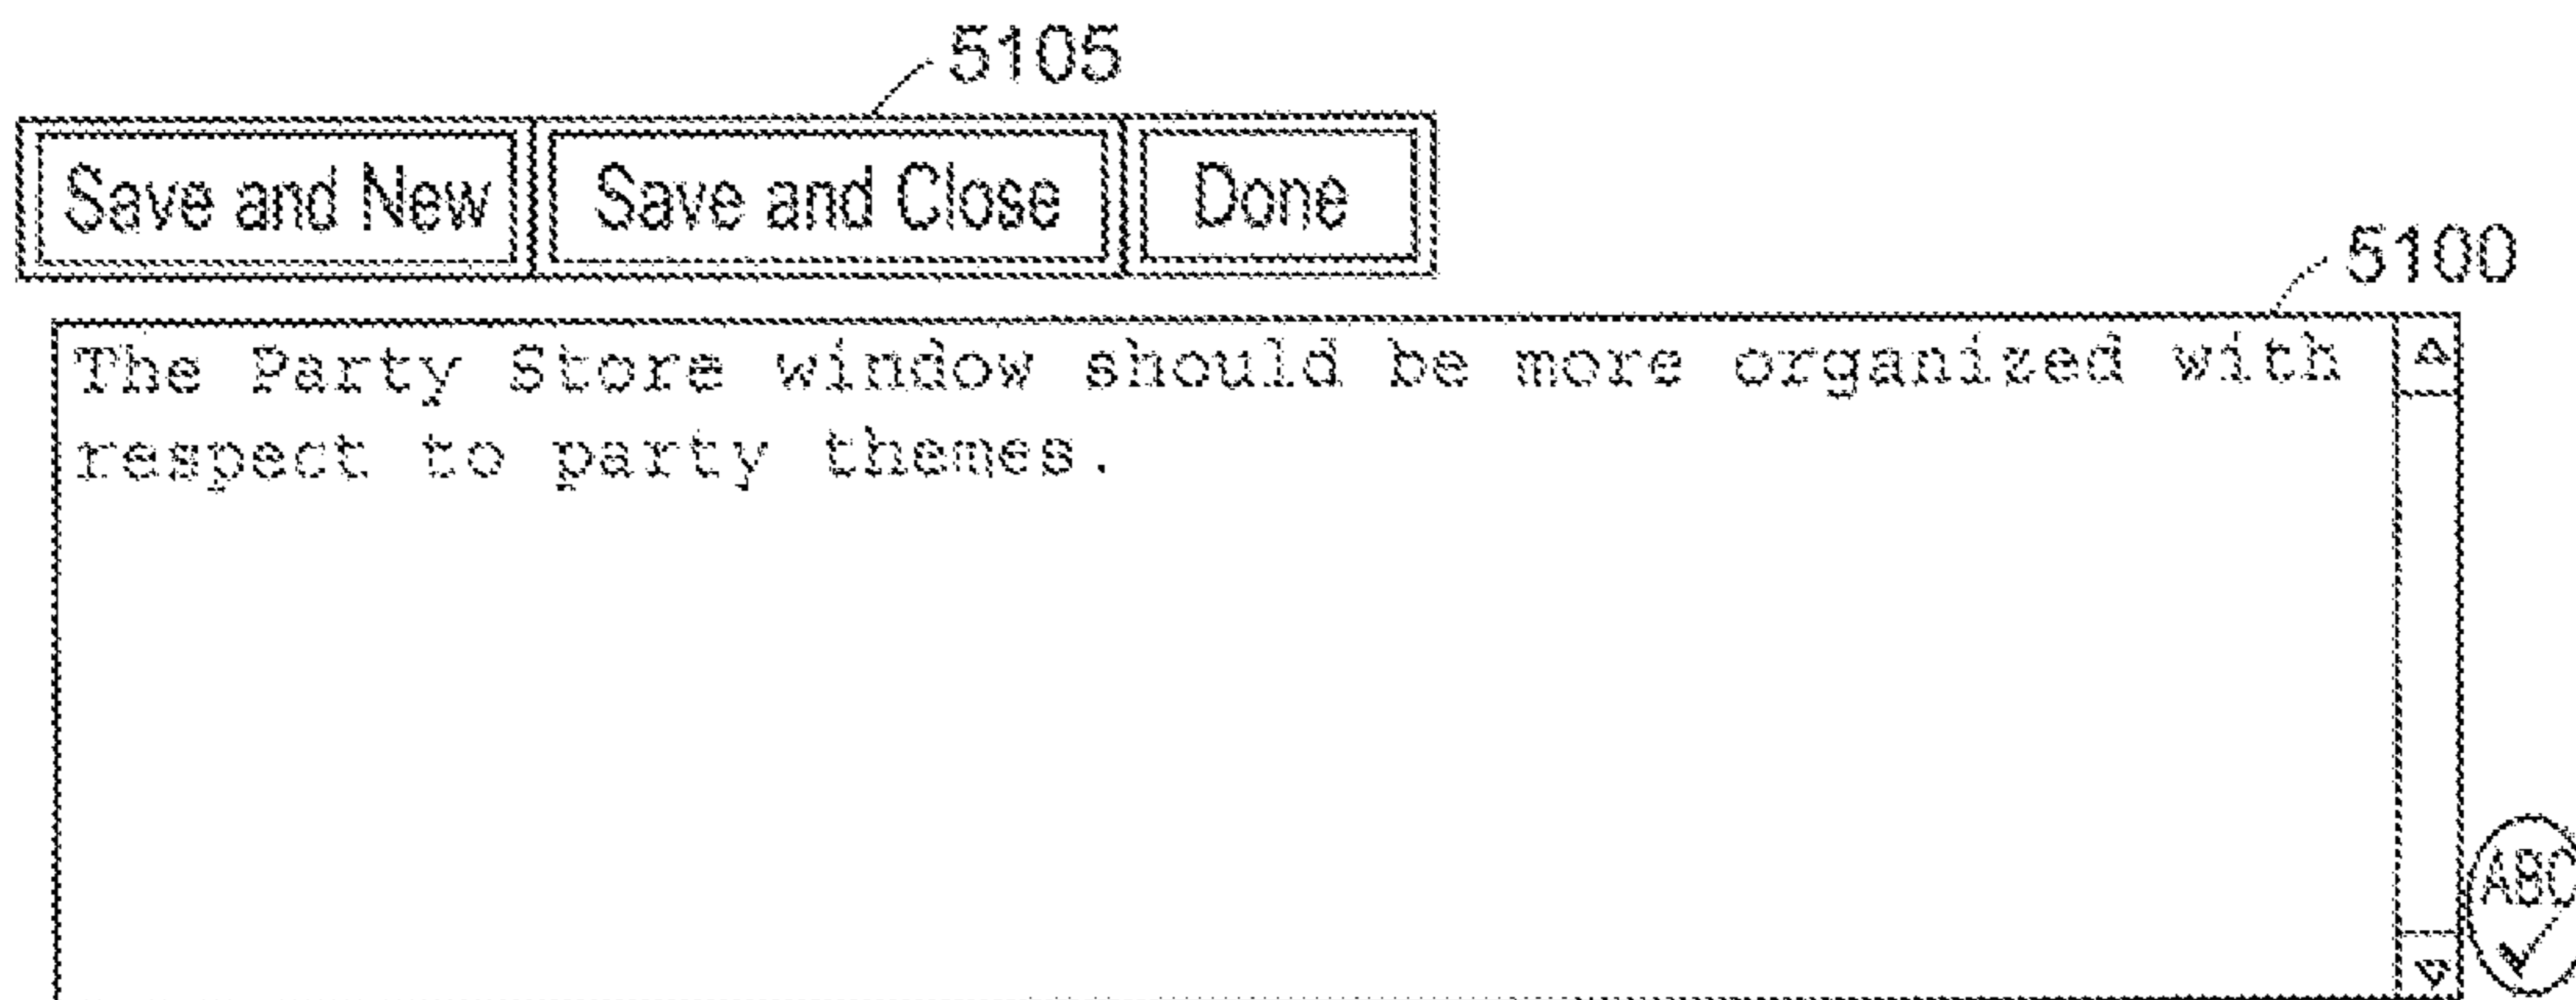 5105
Save and New Save and Close Done
5100
The Party Store window should be more organized with
respect to party themes.
ABC